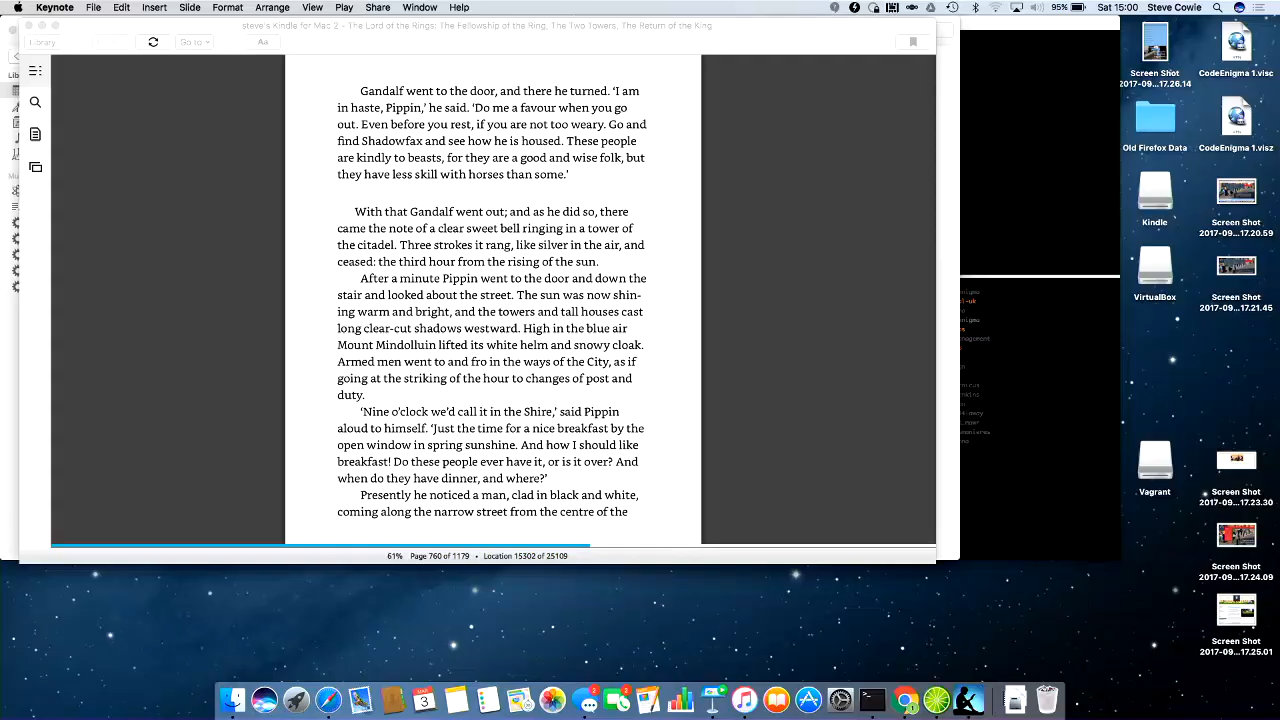 Keynote File Edit Insert Slide Format Arrange View Play Share Window Help
95% Sat 15:00 Steve Cowie
steve's Kindle for Mac 2 - The Lord of the Rings: The Fellowship of the Ring, The Two Towers, The Return of the King
Library Go to Aa
Gandalf went to the door, and there he turned. ‘I am
in haste, Pippin,’ he said. ‘Do me a favour when you go
out. Even before you rest, if you are not too weary. Go and
find Shadowfax and see how he is housed. These people
are kindly to beasts, for they are a good and wise folk, but
they have less skill with horses than some.’
With that Gandalf went out; and as he did so, there
came the note of a clear sweet bell ringing in a tower of
the citadel. Three strokes it rang, like silver in the air, and
ceased: the third hour from the rising of the sun.
After a minute Pippin went to the door and down the
stair and looked about the street. The sun was now shin-
ing warm and bright, and the towers and tall houses cast
long clear-cut shadows westward. High in the blue air
Mount Mindolluin lifted its white helm and snowy cloak.
Armed men went to and fro in the ways of the City, as if
going at the striking of the hour to changes of post and
duty.
‘Nine o’clock we’d call it in the Shire,’ said Pippin
aloud to himself. ‘Just the time for a nice breakfast by the
open window in spring sunshine. And how I should like
breakfast! Do these people ever have it, or is it over? And
when do they have dinner, and where?’
Presently he noticed a man, clad in black and white,
coming along the narrow street from the centre of the
61% Page 760 of 1179 • Location 15302 of 25109
Screen Shot
2017-09...17.26.14
CodeEnigma 1.visc
Old Firefox Data
CodeEnigma 1.visz
Kindle
Screen Shot
2017-09...17.20.59
VirtualBox
Screen Shot
2017-09...17.21.45
Vagrant
Screen Shot
2017-09...17.23.30
Screen Shot
2017-09...17.24.09
Screen Shot
2017-09...17.25.01
3
2
2